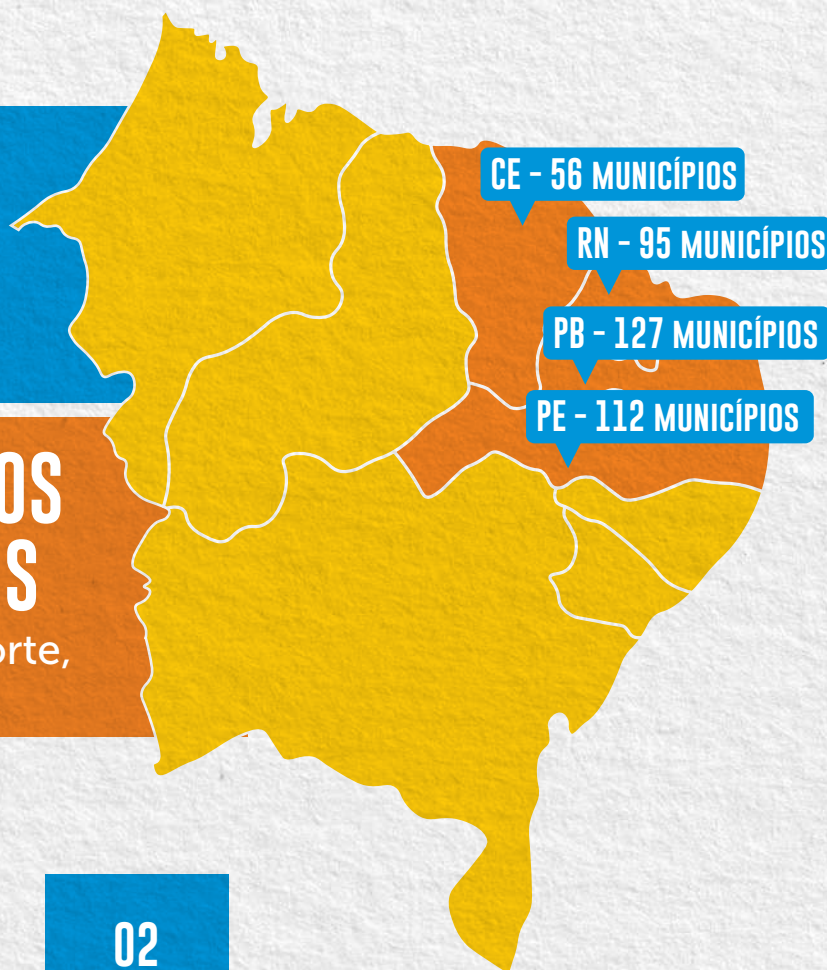 CE - 56 MUNICÍPIOS
RN - 95 MUNICÍPIOS
PB - 127 MUNICÍPIOS
PE - 112 MUNICÍPIOS
OS
S
orte,
02